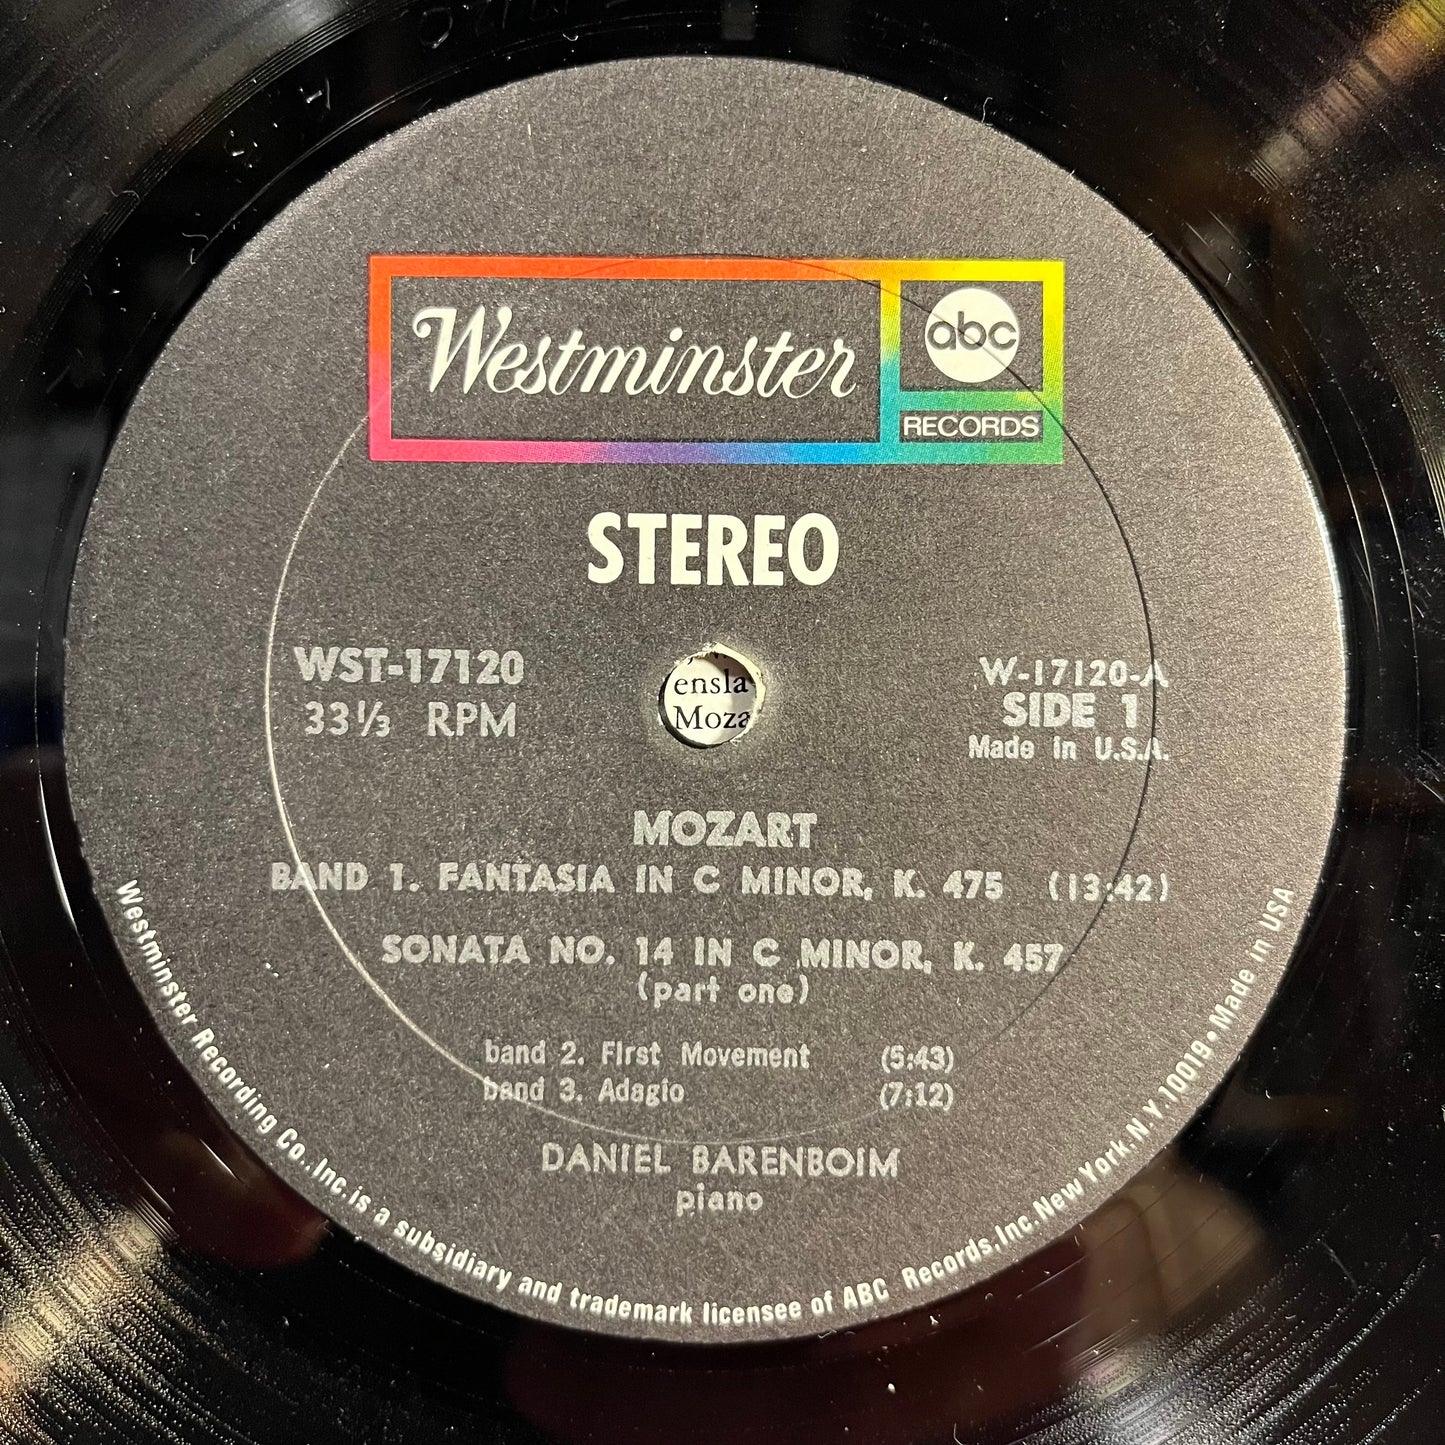 Westminster
abc
RECORDS
STEREO
WST-17120
33⅓ RPM
ensla
Moza
W-17120-A
SIDE 1
Made in U.S.A.
MOZART
BAND 1. FANTASIA IN C MINOR, K. 475 (13:42)
SONATA NO. 14 IN C MINOR, K. 457
(part one)
band 2. First Movement (5:43)
band 3. Adagio (7:12)
DANIEL BARENBOIM
piano
Westminster Recording Co., Inc. is a subsidiary and trademark licensee of ABC Records, Inc. New York. N.Y. 10019 • Made in USA